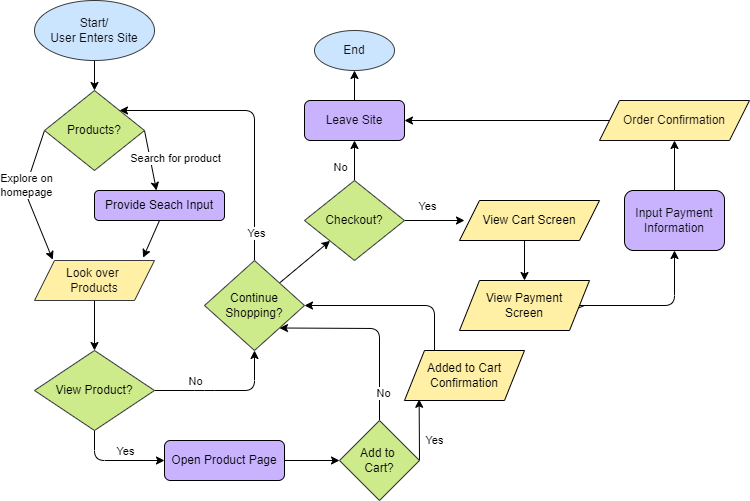 Start/
User Enters Site
End
Products?
Leave Site
Order Confirmation
Search for product
Explore on
homepage
No
Provide Seach Input
Checkout?
Yes
View Cart Screen
Input Payment
Information
Yes
Look over
Products
Continue
Shopping?
View Payment
Screen
View Product?
No
Added to Cart
Confirmation
No
Yes
Open Product Page
Add to
Cart?
Yes